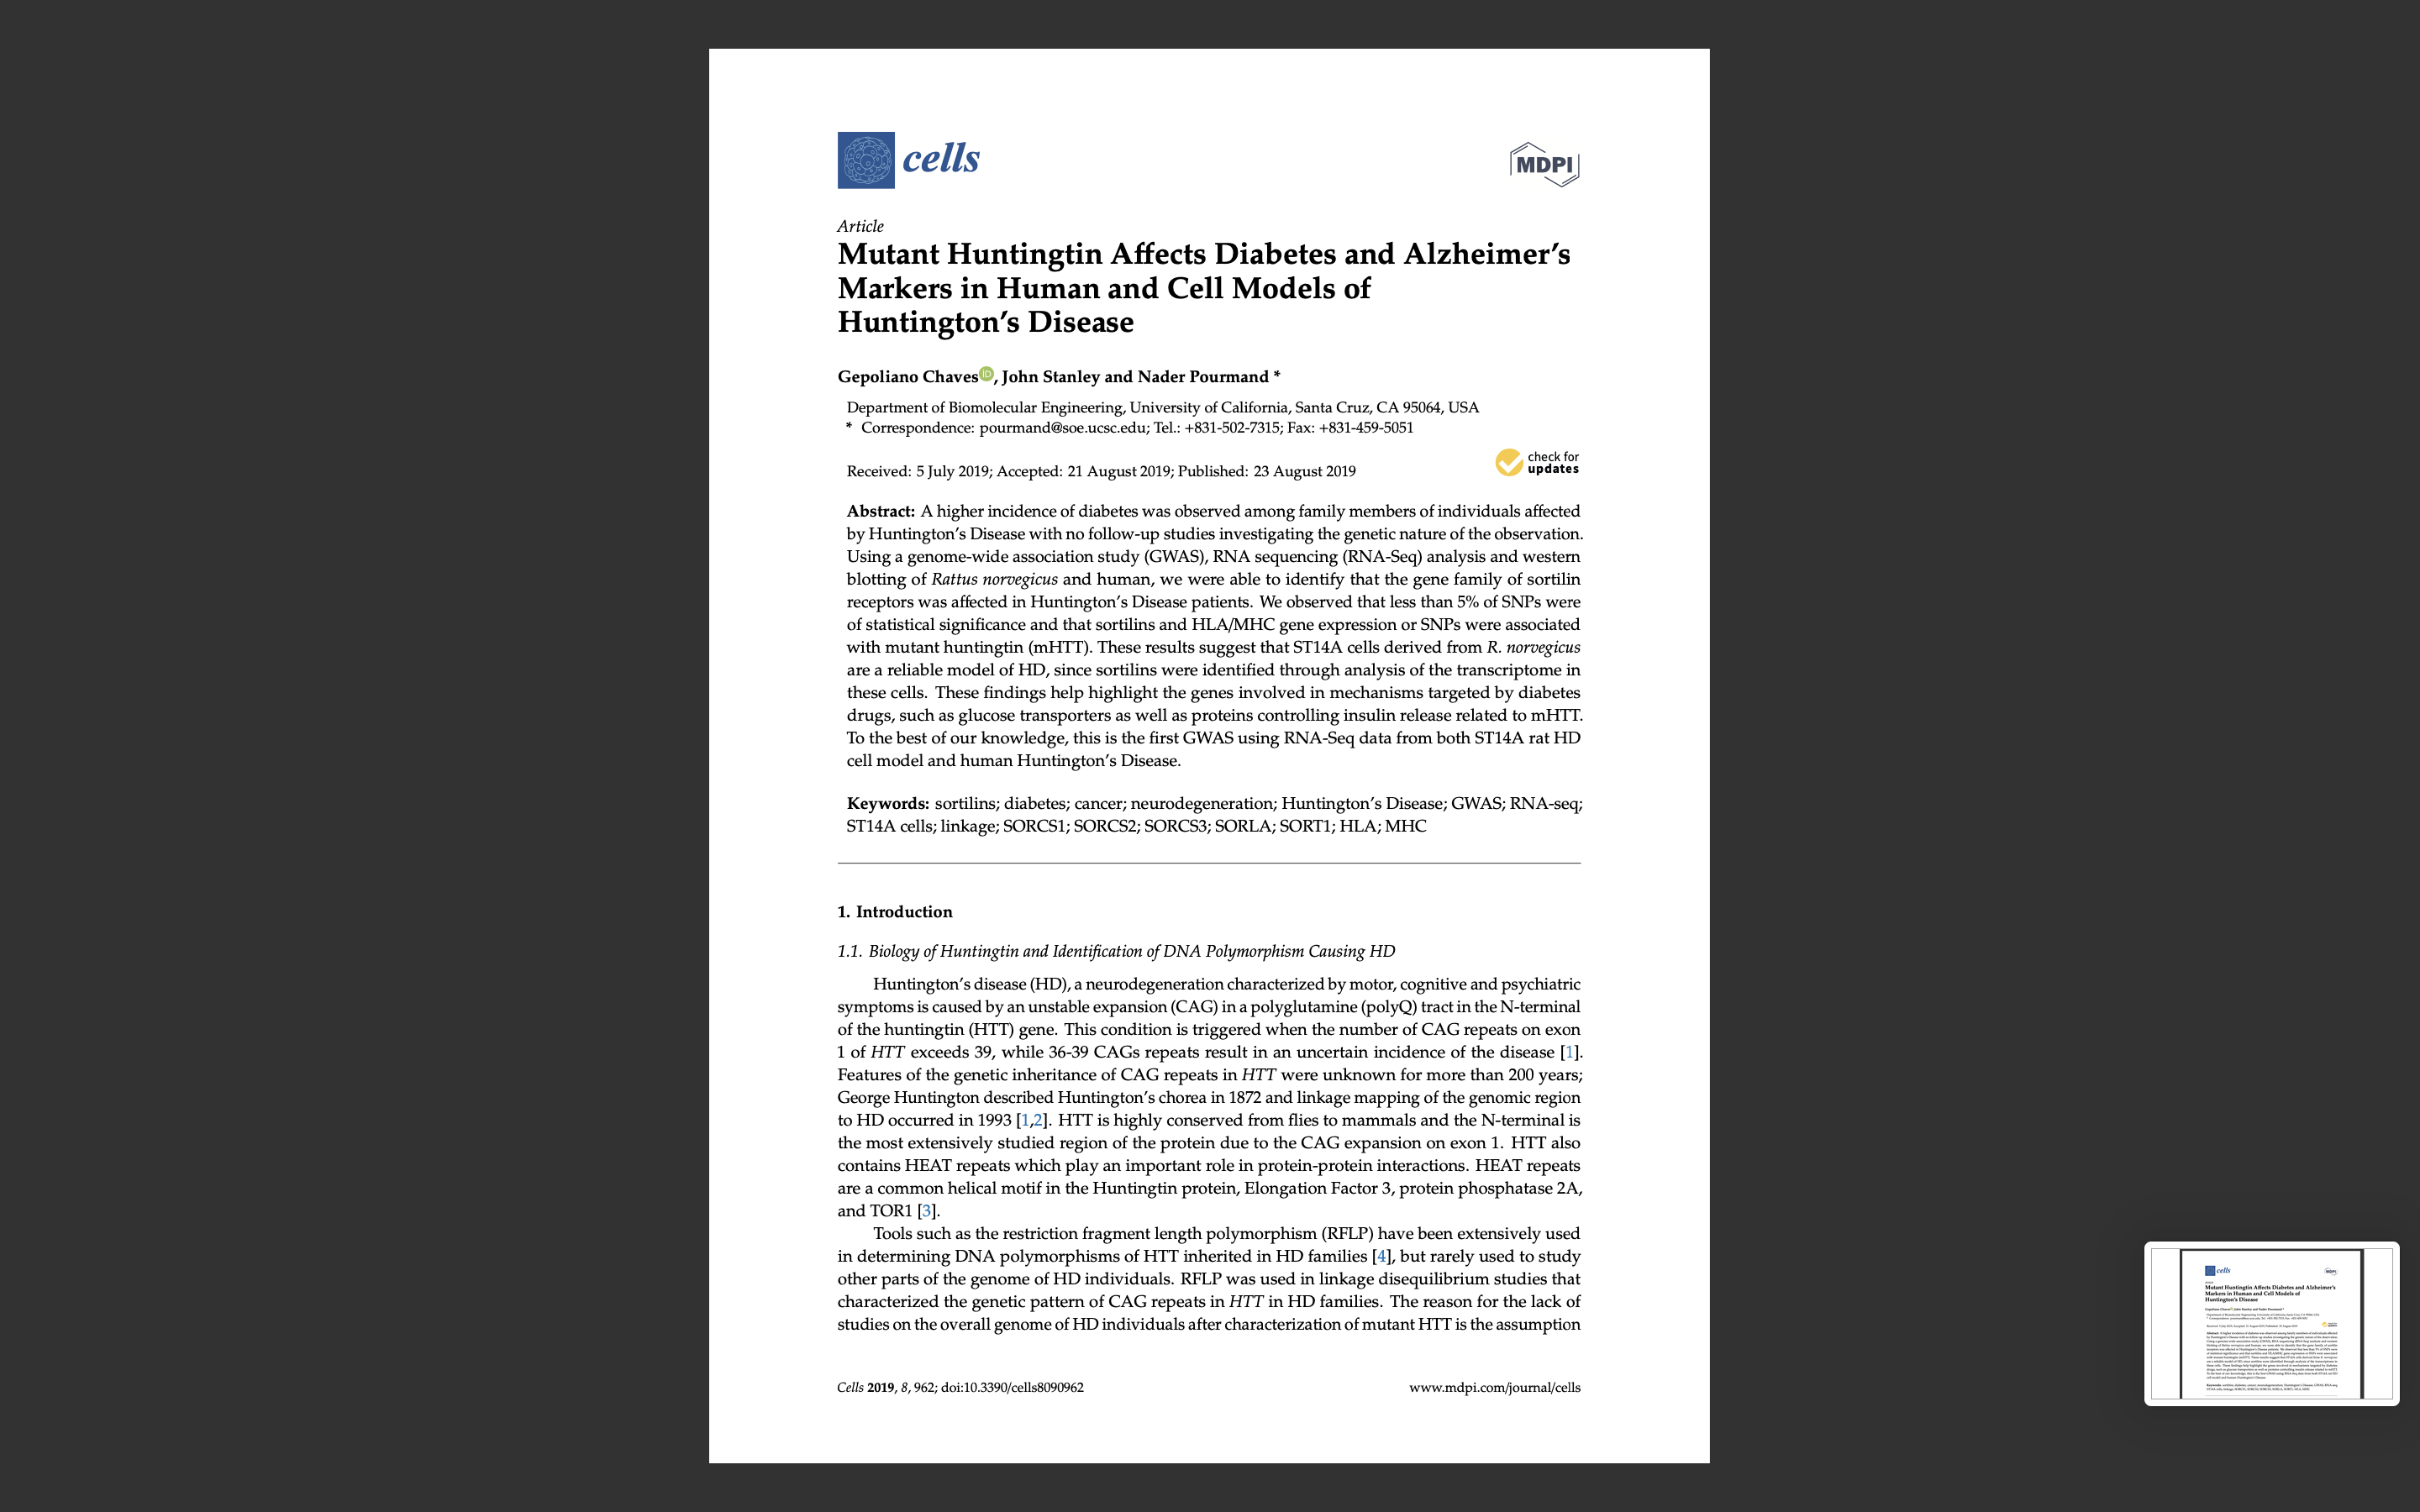 cells
MDPI
Article
Mutant Huntingtin Affects Diabetes and Alzheimer’s
Markers in Human and Cell Models of
Huntington’s Disease
Gepoliano Chaves iD, John Stanley and Nader Pourmand *
Department of Biomolecular Engineering, University of California, Santa Cruz, CA 95064, USA
* Correspondence: pourmand@soe.ucsc.edu; Tel.: +831-502-7315; Fax: +831-459-5051
Received: 5 July 2019; Accepted: 21 August 2019; Published: 23 August 2019
check for
updates
Abstract: A higher incidence of diabetes was observed among family members of individuals affected
by Huntington’s Disease with no follow-up studies investigating the genetic nature of the observation.
Using a genome-wide association study (GWAS), RNA sequencing (RNA-Seq) analysis and western
blotting of Rattus norvegicus and human, we were able to identify that the gene family of sortilin
receptors was affected in Huntington’s Disease patients. We observed that less than 5% of SNPs were
of statistical significance and that sortilins and HLA/MHC gene expression or SNPs were associated
with mutant huntingtin (mHTT). These results suggest that ST14A cells derived from R. norvegicus
are a reliable model of HD, since sortilins were identified through analysis of the transcriptome in
these cells. These findings help highlight the genes involved in mechanisms targeted by diabetes
drugs, such as glucose transporters as well as proteins controlling insulin release related to mHTT.
To the best of our knowledge, this is the first GWAS using RNA-Seq data from both ST14A rat HD
cell model and human Huntington’s Disease.
Keywords: sortilins; diabetes; cancer; neurodegeneration; Huntington’s Disease; GWAS; RNA-seq;
ST14A cells; linkage; SORCS1; SORCS2; SORCS3; SORLA; SORT1; HLA; MHC
1. Introduction
1.1. Biology of Huntingtin and Identification of DNA Polymorphism Causing HD
Huntington’s disease (HD), a neurodegeneration characterized by motor, cognitive and psychiatric
symptoms is caused by an unstable expansion (CAG) in a polyglutamine (polyQ) tract in the N-terminal
of the huntingtin (HTT) gene. This condition is triggered when the number of CAG repeats on exon
1 of HTT exceeds 39, while 36-39 CAGs repeats result in an uncertain incidence of the disease [1].
Features of the genetic inheritance of CAG repeats in HTT were unknown for more than 200 years;
George Huntington described Huntington’s chorea in 1872 and linkage mapping of the genomic region
to HD occurred in 1993 [1,2]. HTT is highly conserved from flies to mammals and the N-terminal is
the most extensively studied region of the protein due to the CAG expansion on exon 1. HTT also
contains HEAT repeats which play an important role in protein-protein interactions. HEAT repeats
are a common helical motif in the Huntingtin protein, Elongation Factor 3, protein phosphatase 2A,
and TOR1 [3].
Tools such as the restriction fragment length polymorphism (RFLP) have been extensively used
in determining DNA polymorphisms of HTT inherited in HD families [4], but rarely used to study
other parts of the genome of HD individuals. RFLP was used in linkage disequilibrium studies that
characterized the genetic pattern of CAG repeats in HTT in HD families. The reason for the lack of
studies on the overall genome of HD individuals after characterization of mutant HTT is the assumption
Cells 2019, 8, 962; doi:10.3390/cells8090962
www.mdpi.com/journal/cells
cells
Mutant Huntingtin Affects Diabetes and Alzheimer’s
Markers in Human and Cell Models of
Huntington’s Disease